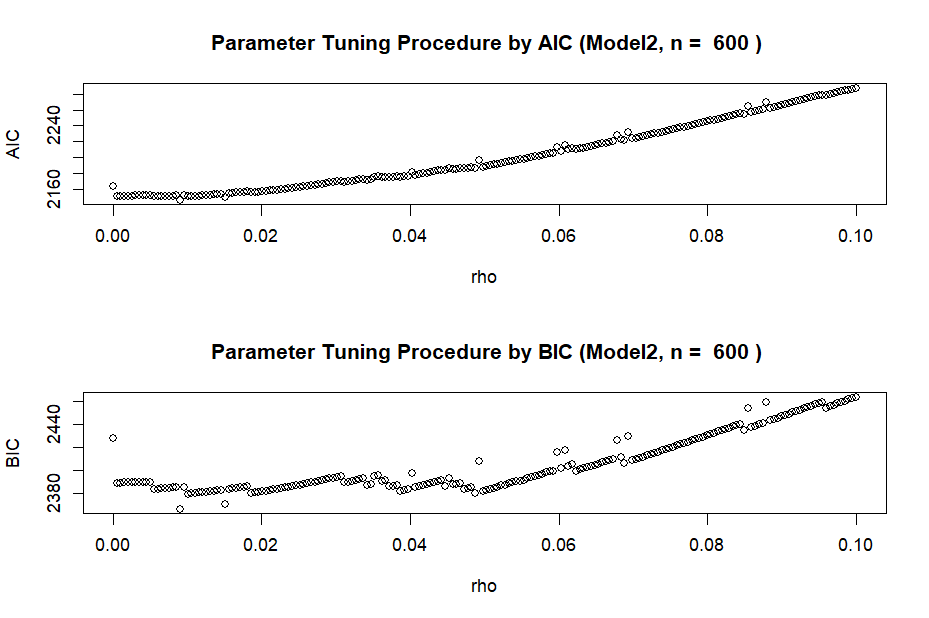 Parameter Tuning Procedure by AIC (Model2, n =  600 )
AIC
2240
2160
0.00 0.02 0.04 0.06 0.08 0.10
rho
Parameter Tuning Procedure by BIC (Model2, n =  600 )
BIC
2440
2380
0.00 0.02 0.04 0.06 0.08 0.10
rho